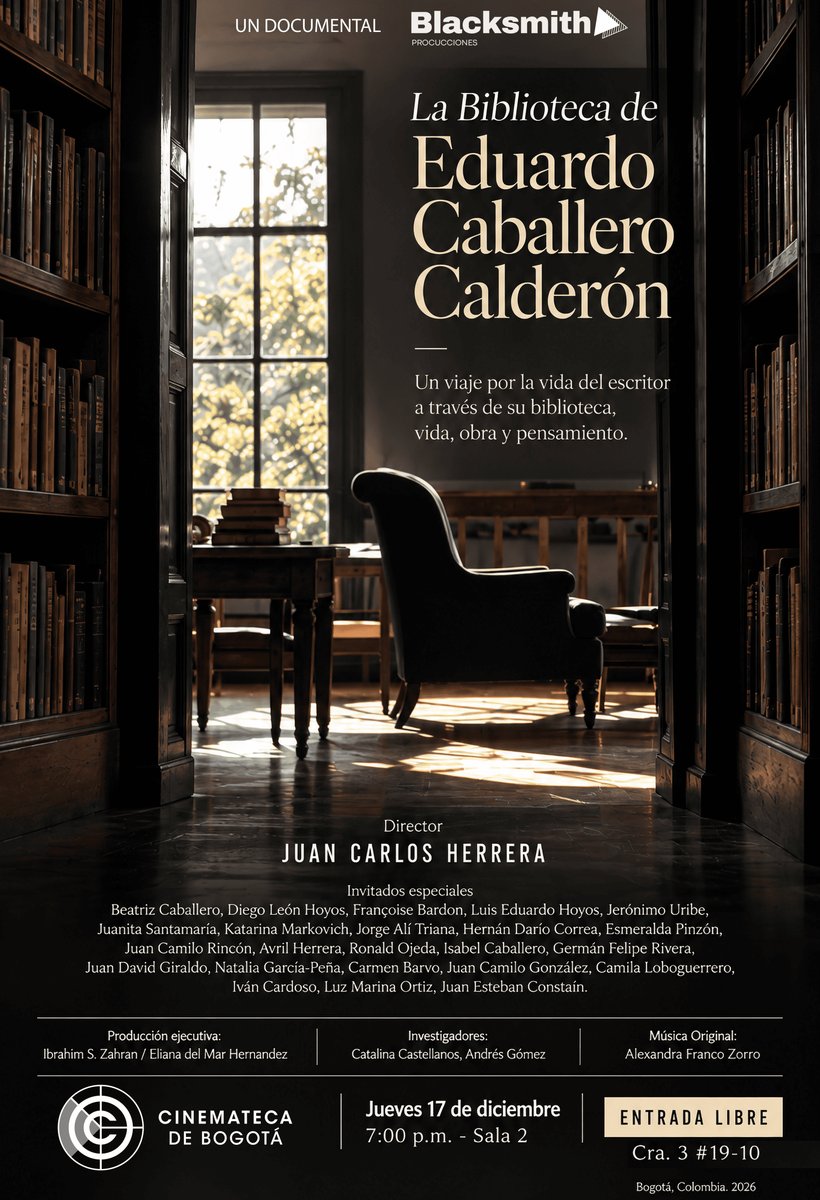 UN DOCUMENTAL
Blacksmith
PROCUCCIONES
La Biblioteca de
Eduardo
Caballero
Calderón
Un viaje por la vida del escritor
a través de su biblioteca,
vida, obra y pensamiento.
Director
JUAN CARLOS HERRERA
Invitados especiales
Beatriz Caballero, Diego León Hoyos, Françoise Bardon, Luis Eduardo Hoyos, Jerónimo Uribe,
Juanita Santamaría, Katarina Markovich, Jorge Alí Triana, Hernán Darío Correa, Esmeralda Pinzón,
Juan Camilo Rincón, Avril Herrera, Ronald Ojeda, Isabel Caballero, Germán Felipe Rivera,
Juan David Giraldo, Natalia García-Peña, Carmen Barvo, Juan Camilo González, Camila Loboguerrero,
Iván Cardoso, Luz Marina Ortiz, Juan Esteban Constaín.
Producción ejecutiva:
Ibrahim S. Zahran / Eliana del Mar Hernandez
Investigadores:
Catalina Castellanos, Andrés Gómez
Música Original:
Alexandra Franco Zorro
CINEMATECA
DE BOGOTÁ
Jueves 17 de diciembre
7:00 p.m. - Sala 2
ENTRADA LIBRE
Cra. 3 #19-10
Bogotá, Colombia. 2026